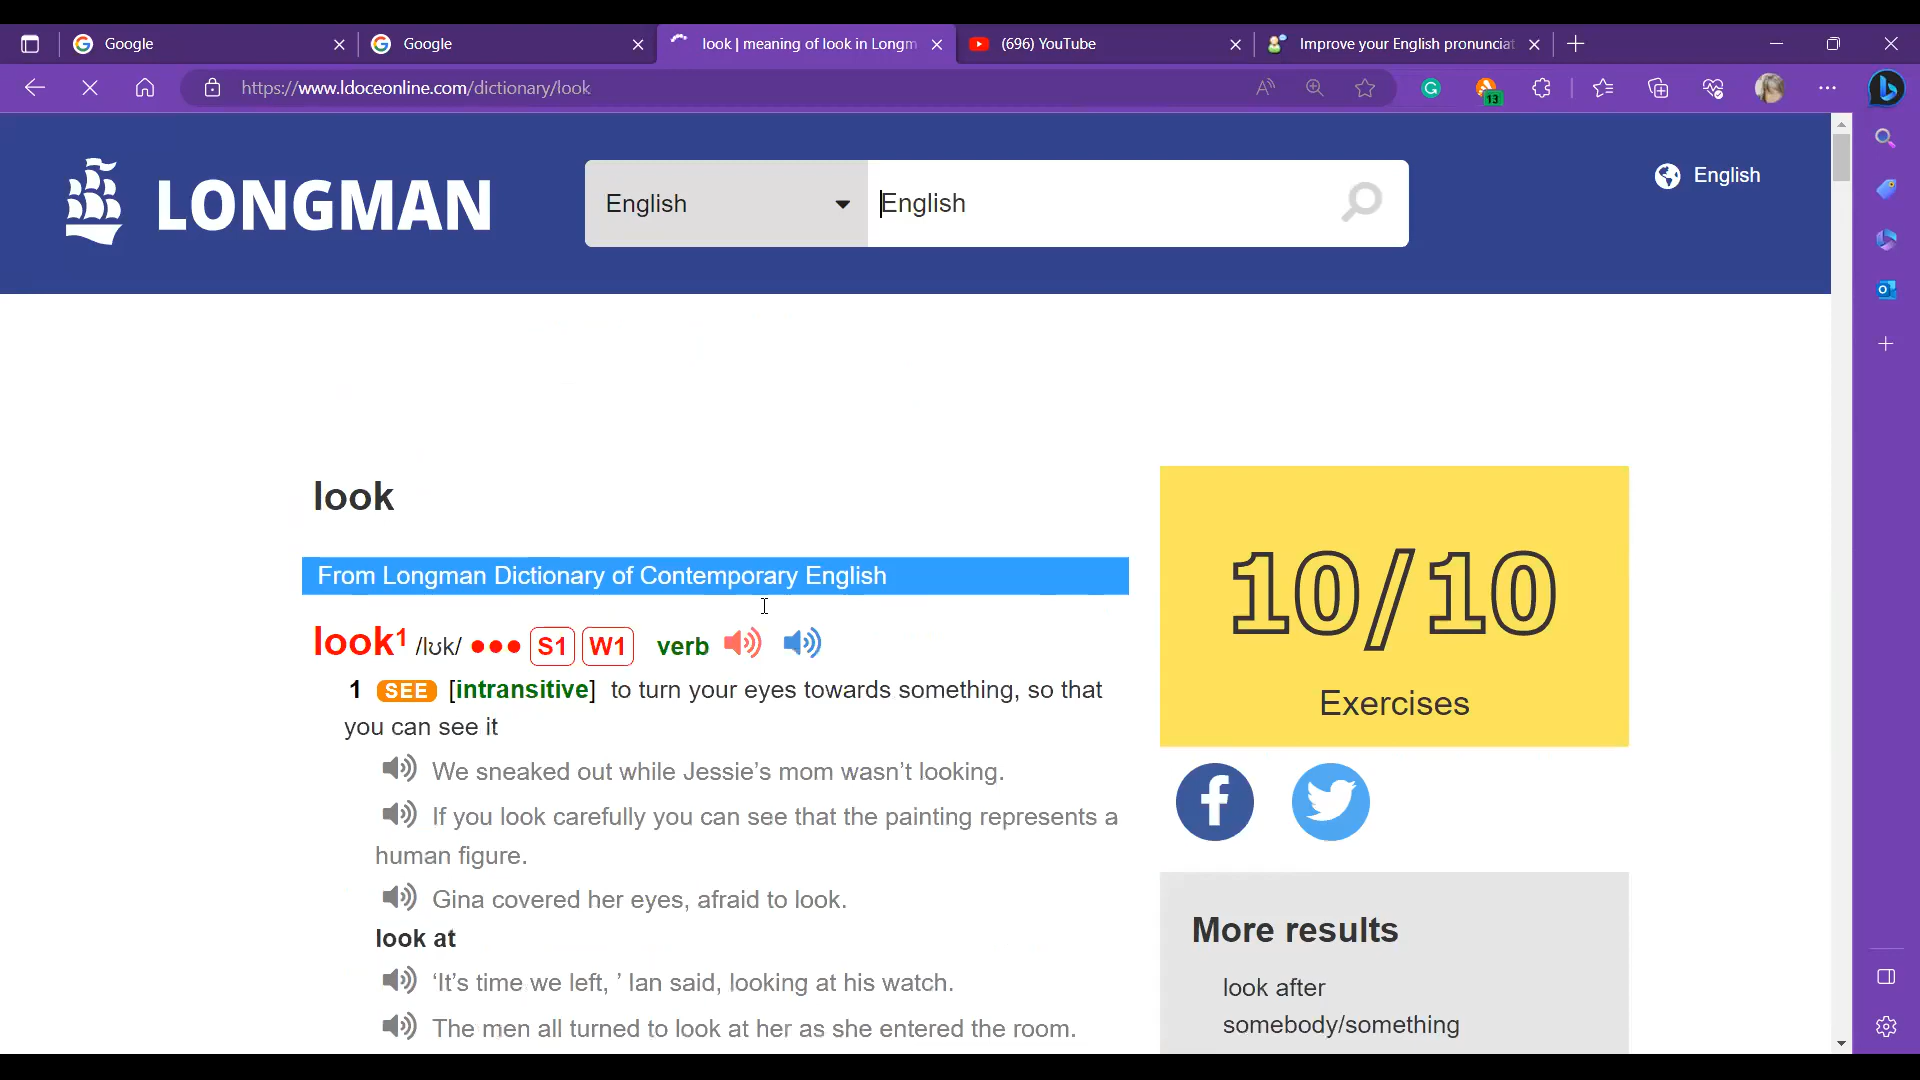 Google
Google
look | meaning of look in Longm
(696) YouTube
Improve your English pronunciat
https://www.ldoceonline.com/dictionary/look
13
LONGMAN
English
English
English
look
From Longman Dictionary of Contemporary English
look1 /lʊk/ ●●● S1 W1 verb
1 SEE [intransitive] to turn your eyes towards something, so that
you can see it
We sneaked out while Jessie’s mom wasn’t looking.
If you look carefully you can see that the painting represents a
human figure.
Gina covered her eyes, afraid to look.
look at
‘It’s time we left, ’ Ian said, looking at his watch.
The men all turned to look at her as she entered the room.
10/10
Exercises
More results
look after
somebody/something